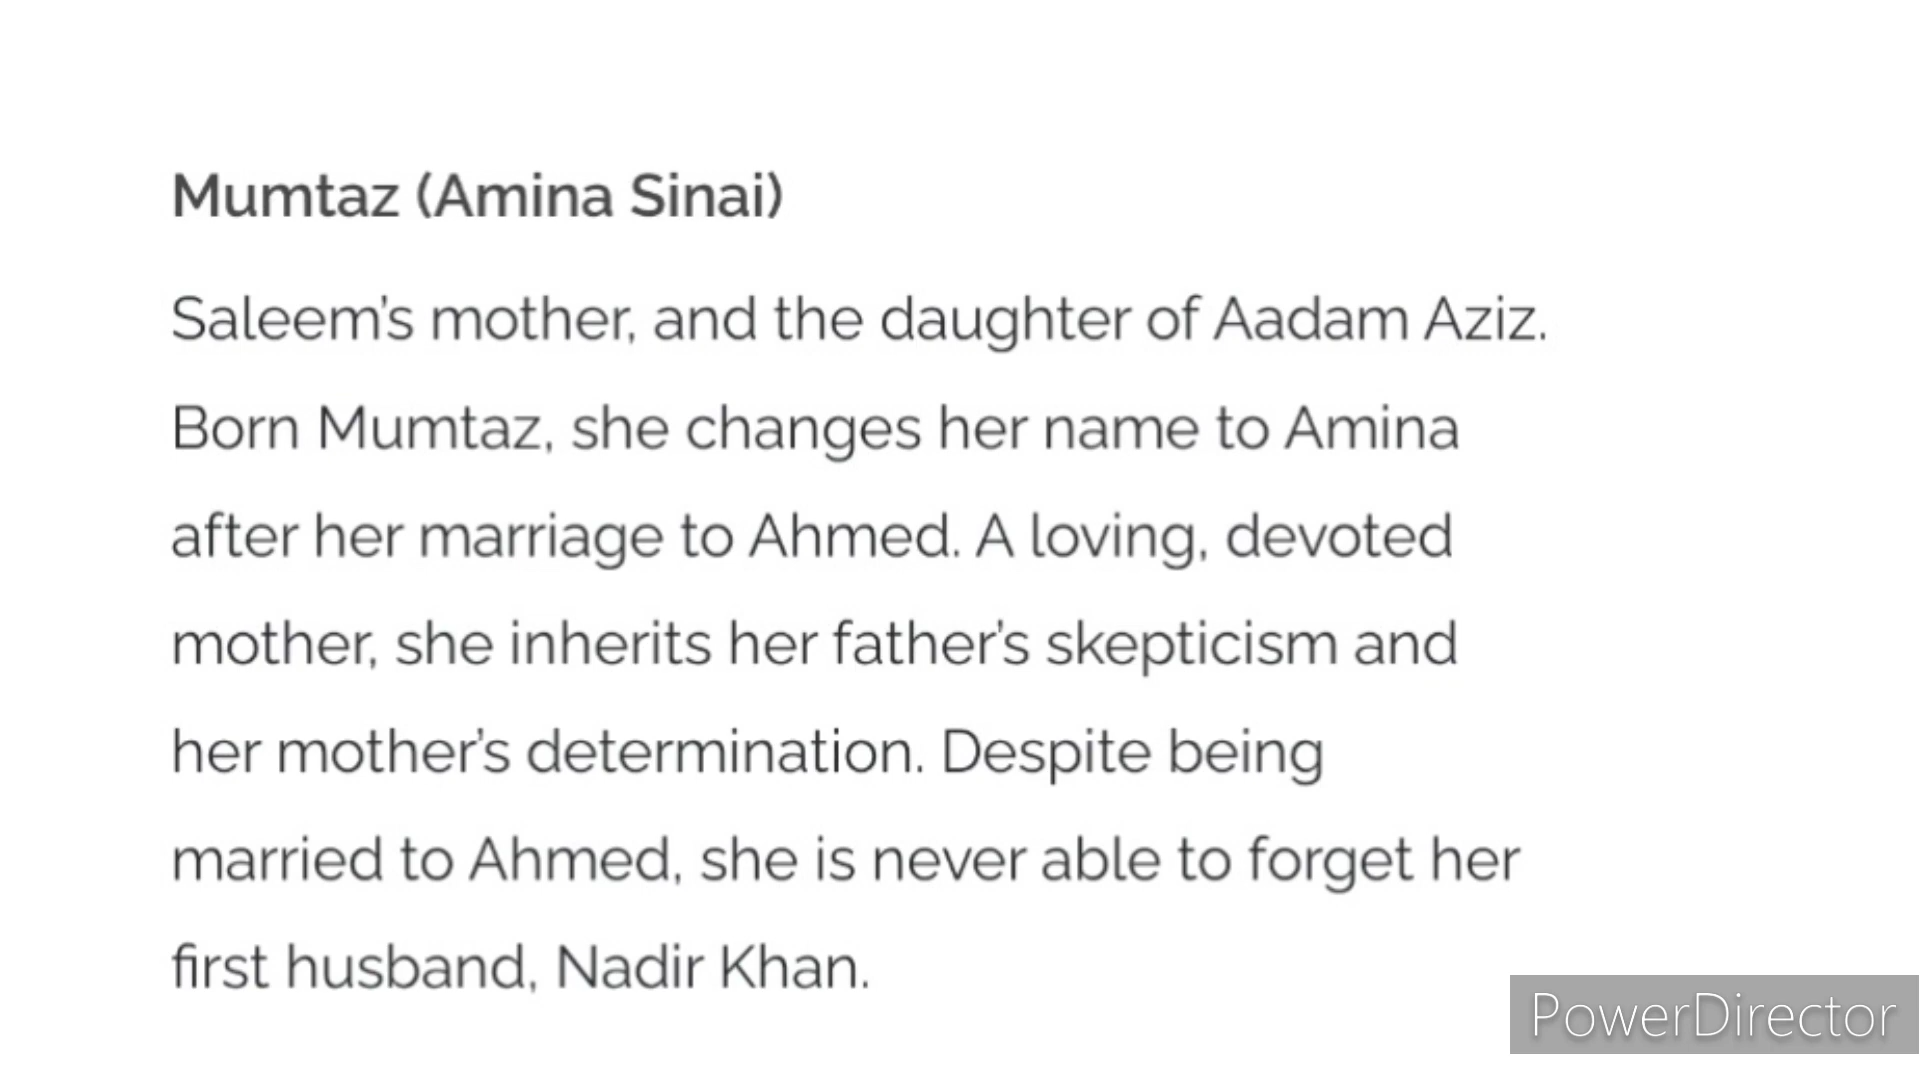 Mumtaz (Amina Sinai)
Saleem's mother, and the daughter of Aadam Aziz.
Born Mumtaz, she changes her name to Amina
after her marriage to Ahmed. A loving, devoted
mother, she inherits her father's skepticism and
her mother's determination. Despite being
married to Ahmed, she is never able to forget her
first husband, Nadir Khan.
PowerDirector